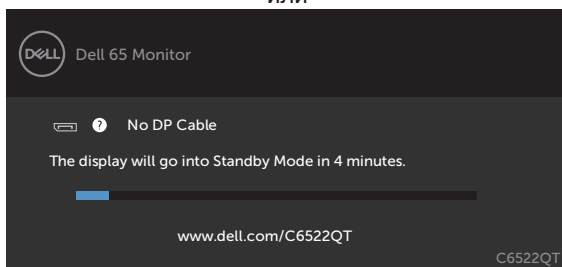 или
DELL
Dell 65 Monitor
? No DP Cable
The display will go into Standby Mode in 4 minutes.
www.dell.com/C6522QT
C6522QT